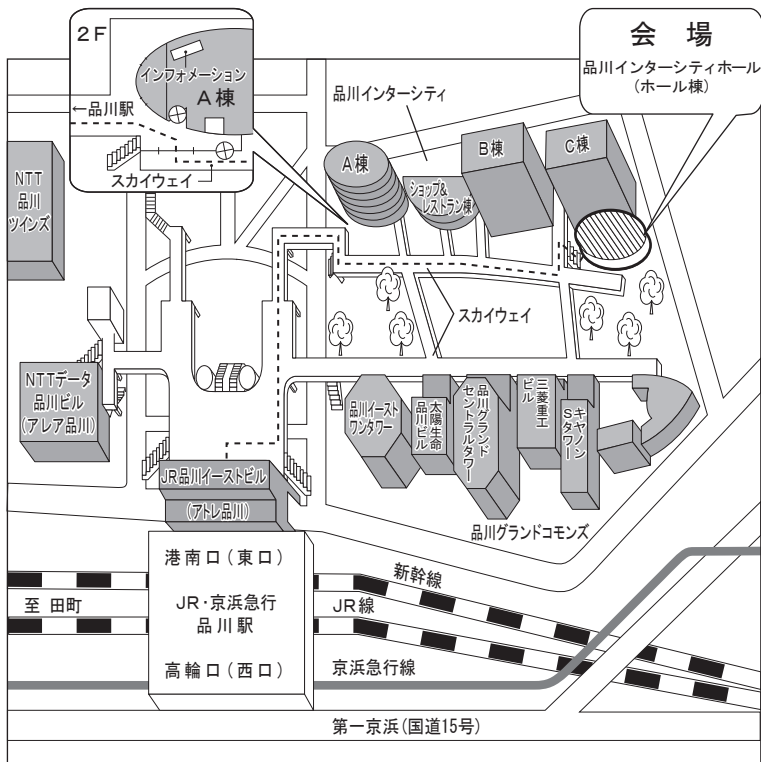 2F
インフォメーション
A棟
←品川駅
スカイウェイ
会 場
品川インターシティホール
(ホール棟)
品川インターシティ
A棟
ショップ&
レストラン棟
B棟
C棟
NTT
品川
ツインズ
スカイウェイ
NTTデータ
品川ビル
(アレア品川)
品川イースト
ワンタワー
太陽生命
品川ビル
品川グランド
セントラルタワー
三菱重工
ビル
キヤノン
Sタワー
JR品川イーストビル
(アトレ品川)
品川グランドコモンズ
港南口(東口)
新幹線
至 田町
JR・京浜急行
品川駅
JR線
高輪口(西口)
京浜急行線
第一京浜(国道15号)